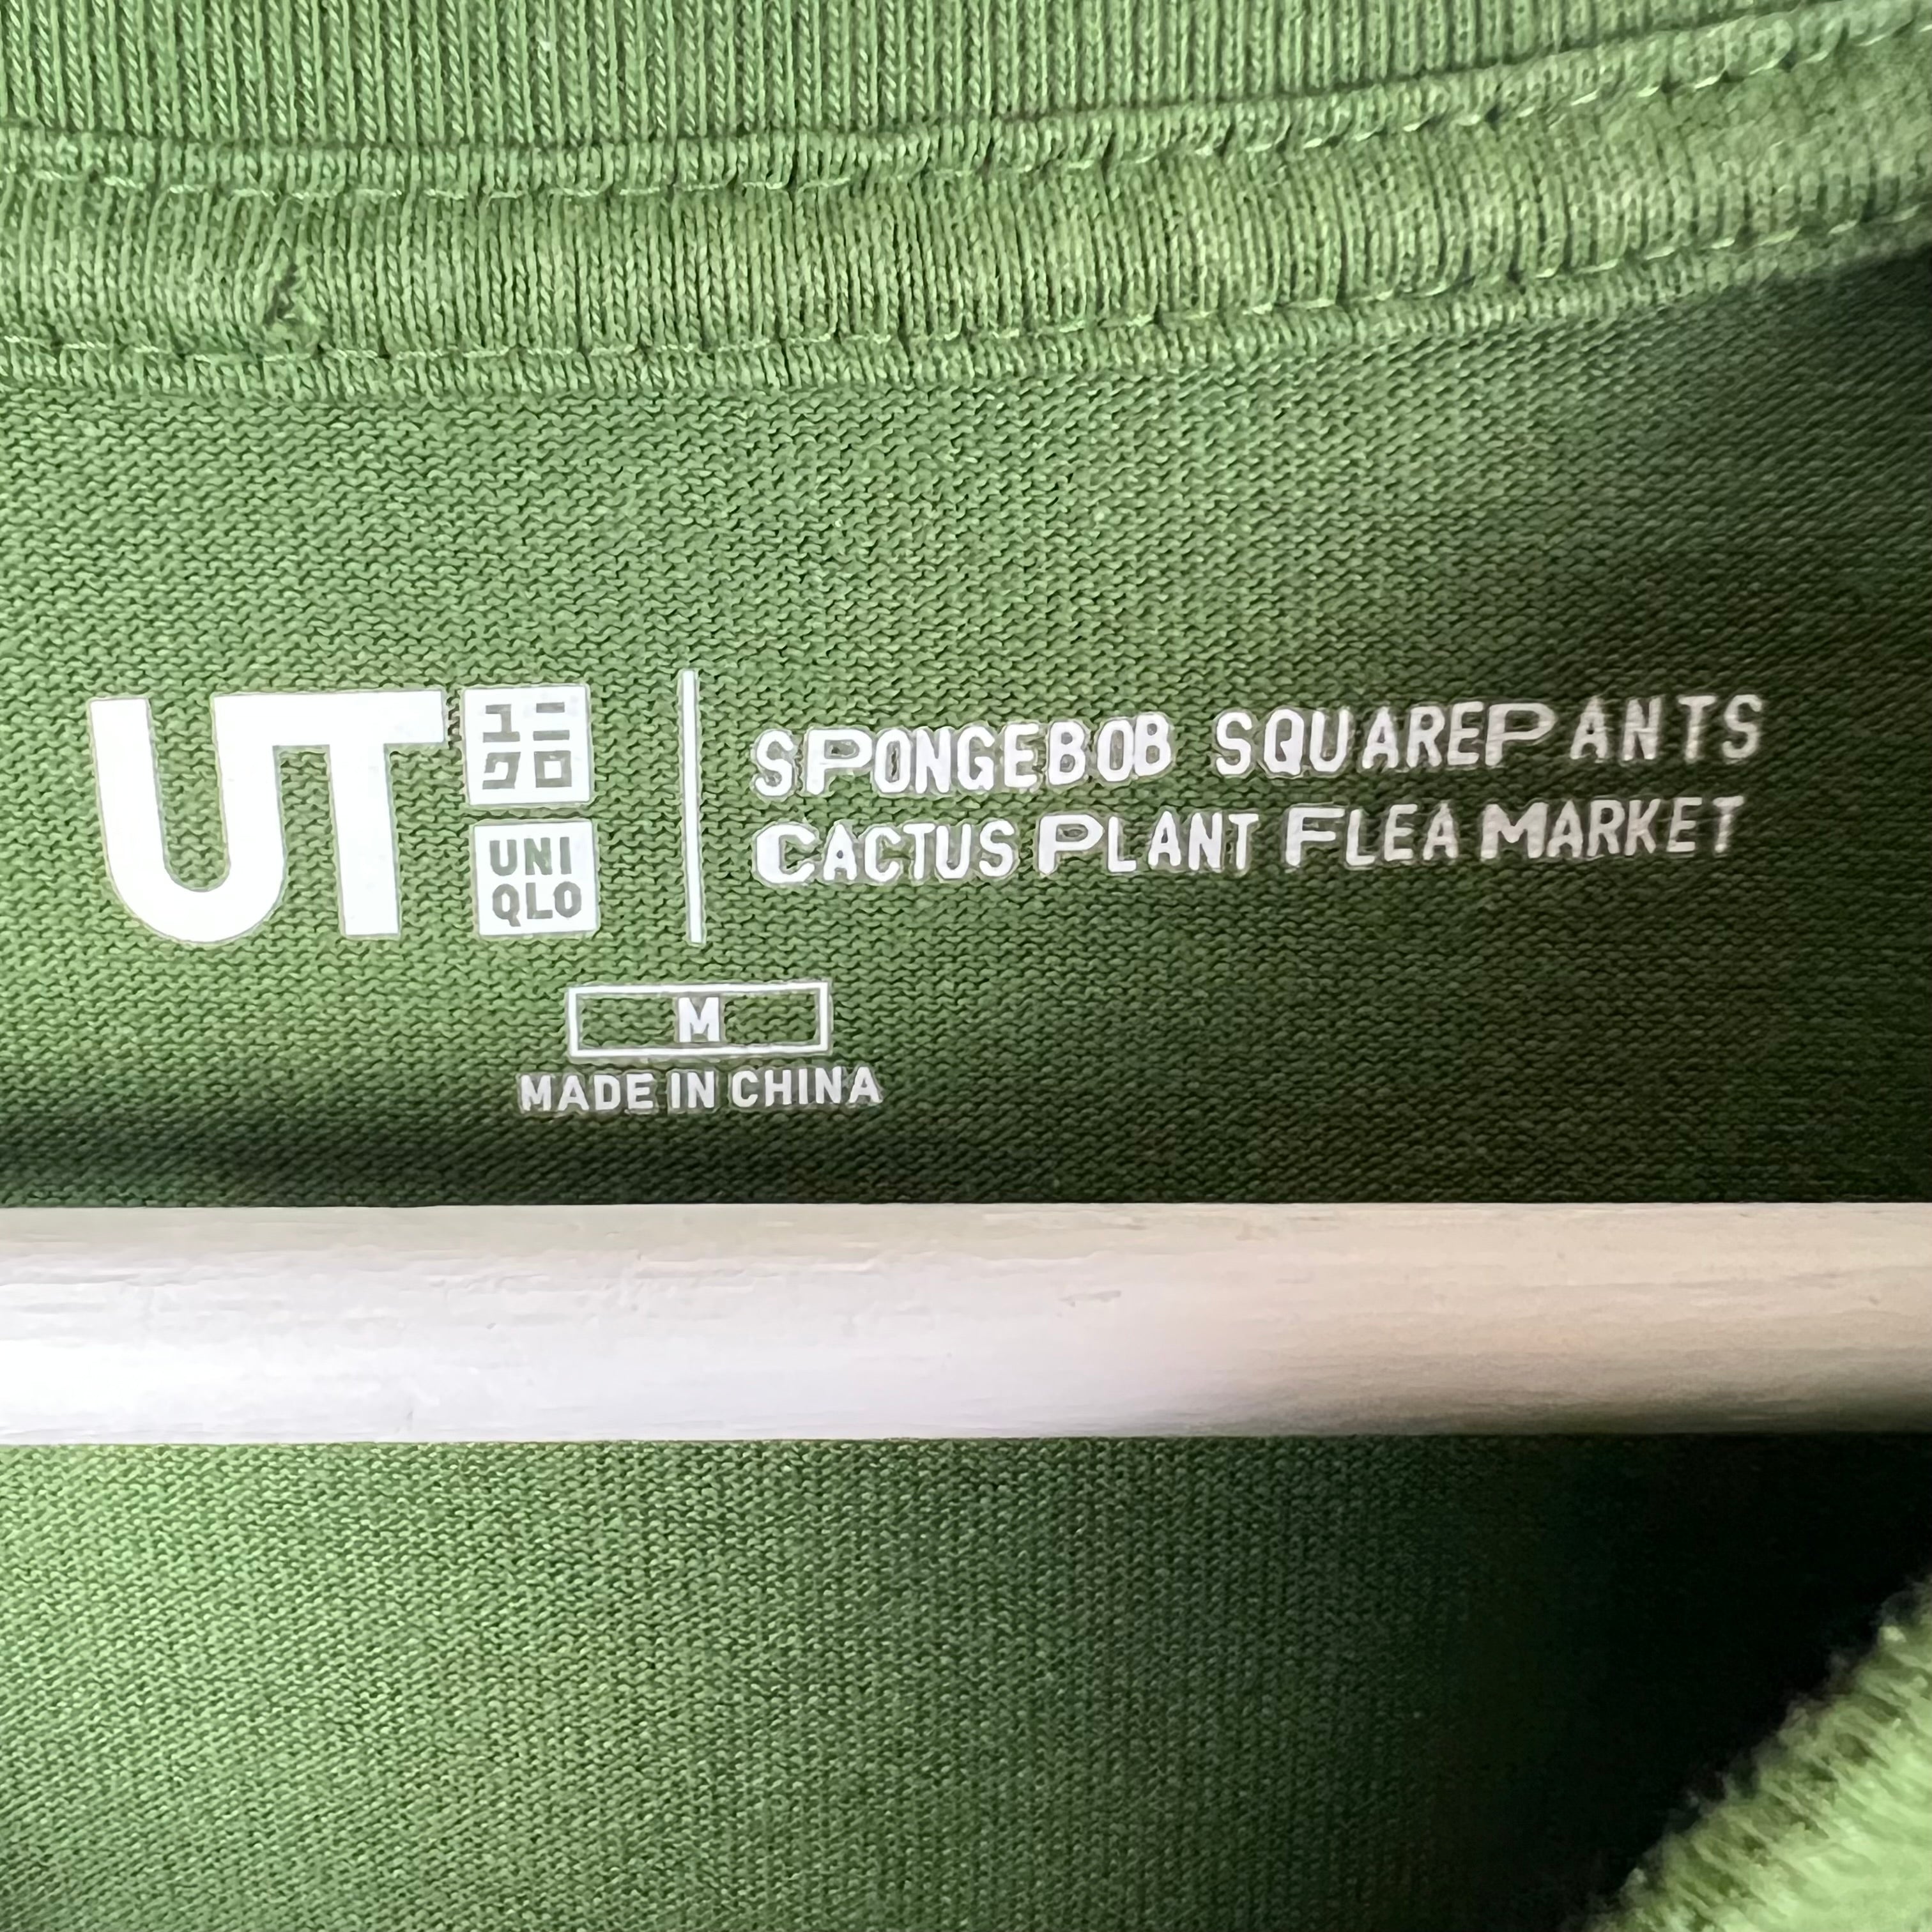 UT
ユニ
クロ
UNI
QLO
SPONGEBOB SQUAREPANTS
CACTUS PLANT FLEA MARKET
M
MADE IN CHINA